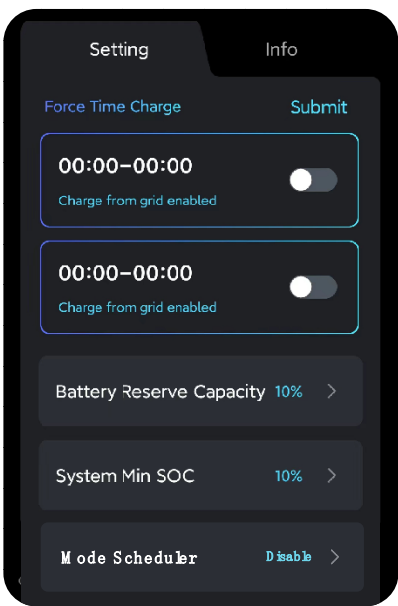 Setting Info
Force Time Charge Submit
00:00-00:00
Charge from grid enabled
00:00-00:00
Charge from grid enabled
Battery Reserve Capacity 10%
System Min SOC 10%
Mode Scheduler Disable